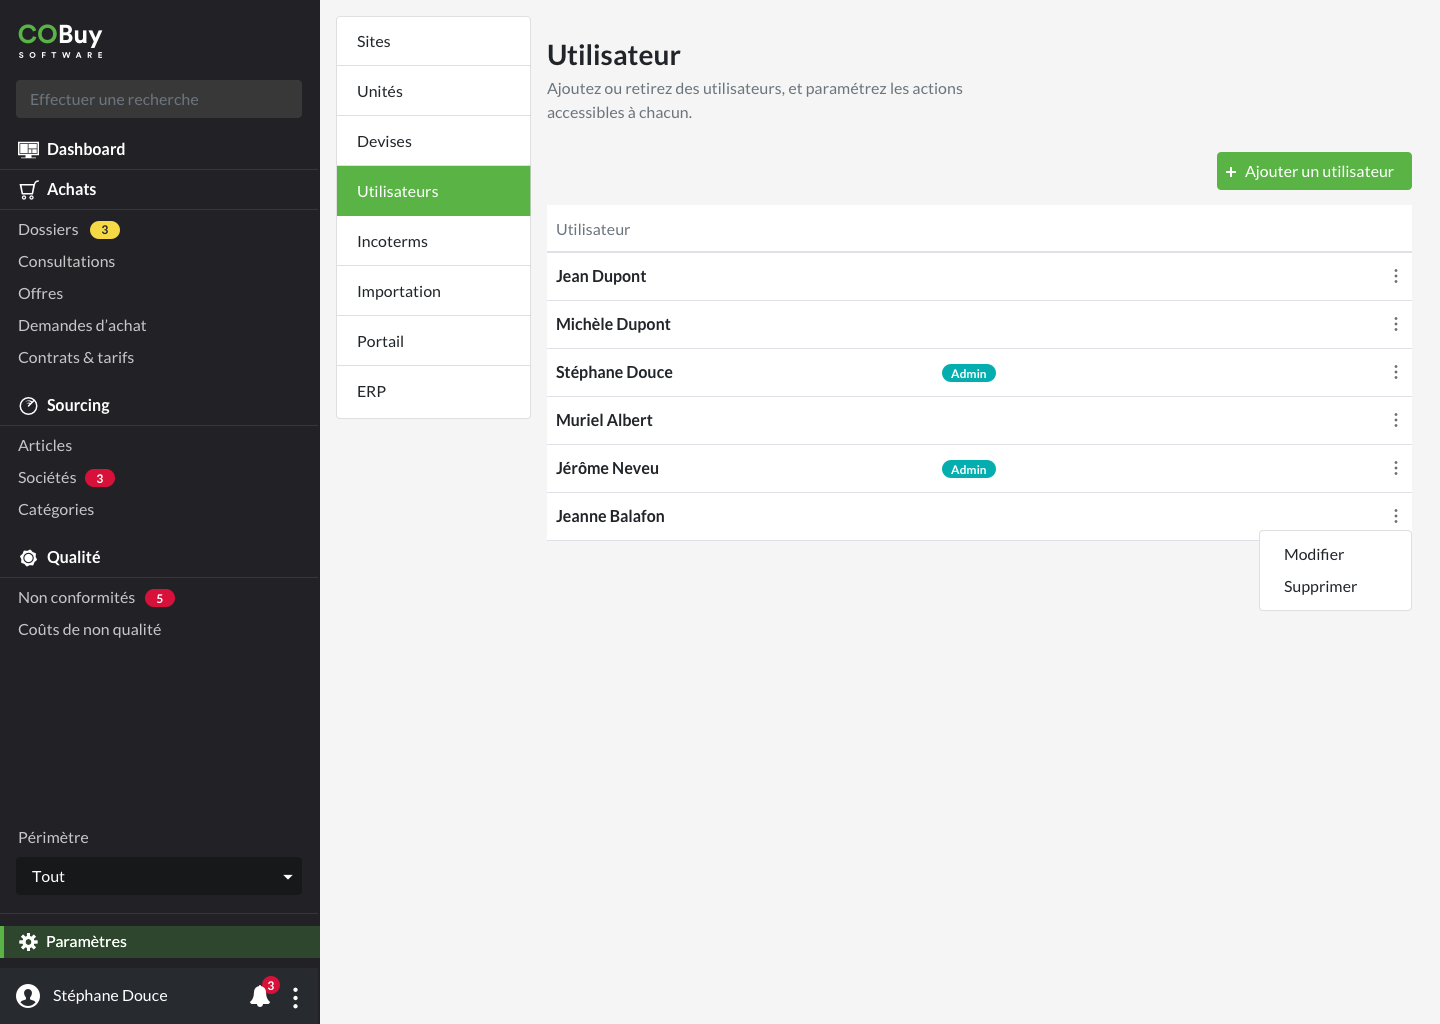 COBuy
SOFTWARE
Effectuer une recherche
Dashboard
Achats
Dossiers 3
Consultations
Offres
Demandes d’achat
Contrats & tarifs
Sourcing
Articles
Sociétés 3
Catégories
Qualité
Non conformités 5
Coûts de non qualité
Périmètre
Tout
Paramètres
Stéphane Douce 3
Sites
Unités
Devises
Utilisateurs
Incoterms
Importation
Portail
ERP
Utilisateur
Ajoutez ou retirez des utilisateurs, et paramétrez les actions
accessibles à chacun.
+ Ajouter un utilisateur
Utilisateur
Jean Dupont
Michèle Dupont
Stéphane Douce Admin
Muriel Albert
Jérôme Neveu Admin
Jeanne Balafon
Modifier
Supprimer